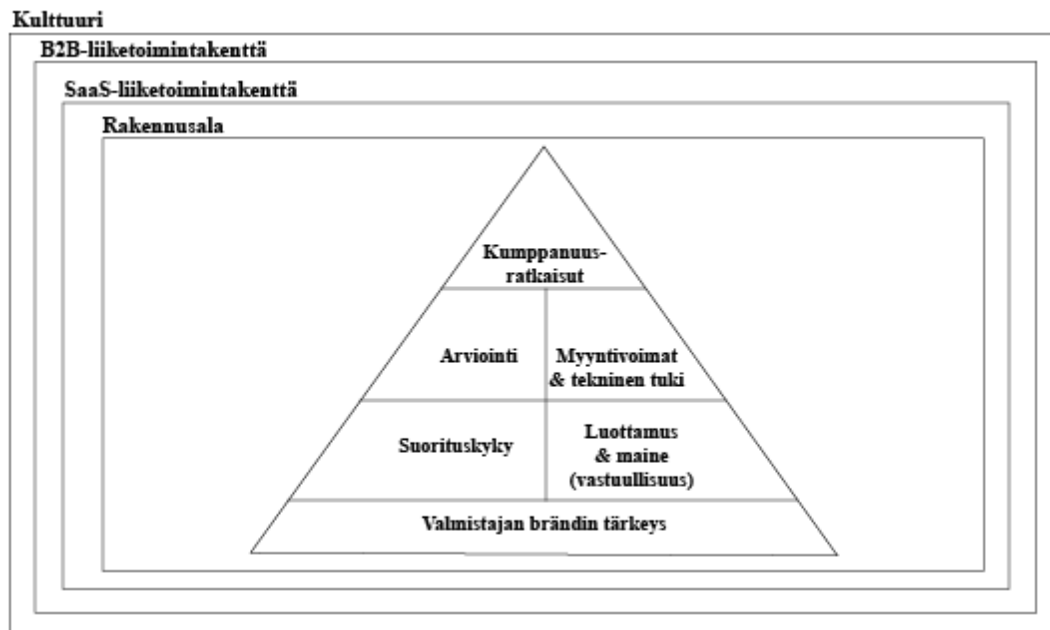 Kulttuuri
B2B-liiketoimintakenttä
SaaS-liiketoimintakenttä
Rakennusala
Kumppanuus-
ratkaisut
Arviointi
Myyntivoimat
& tekninen tuki
Suorituskyky
Luottamus
& maine
(vastuullisuus)
Valmistajan brändin tärkeys